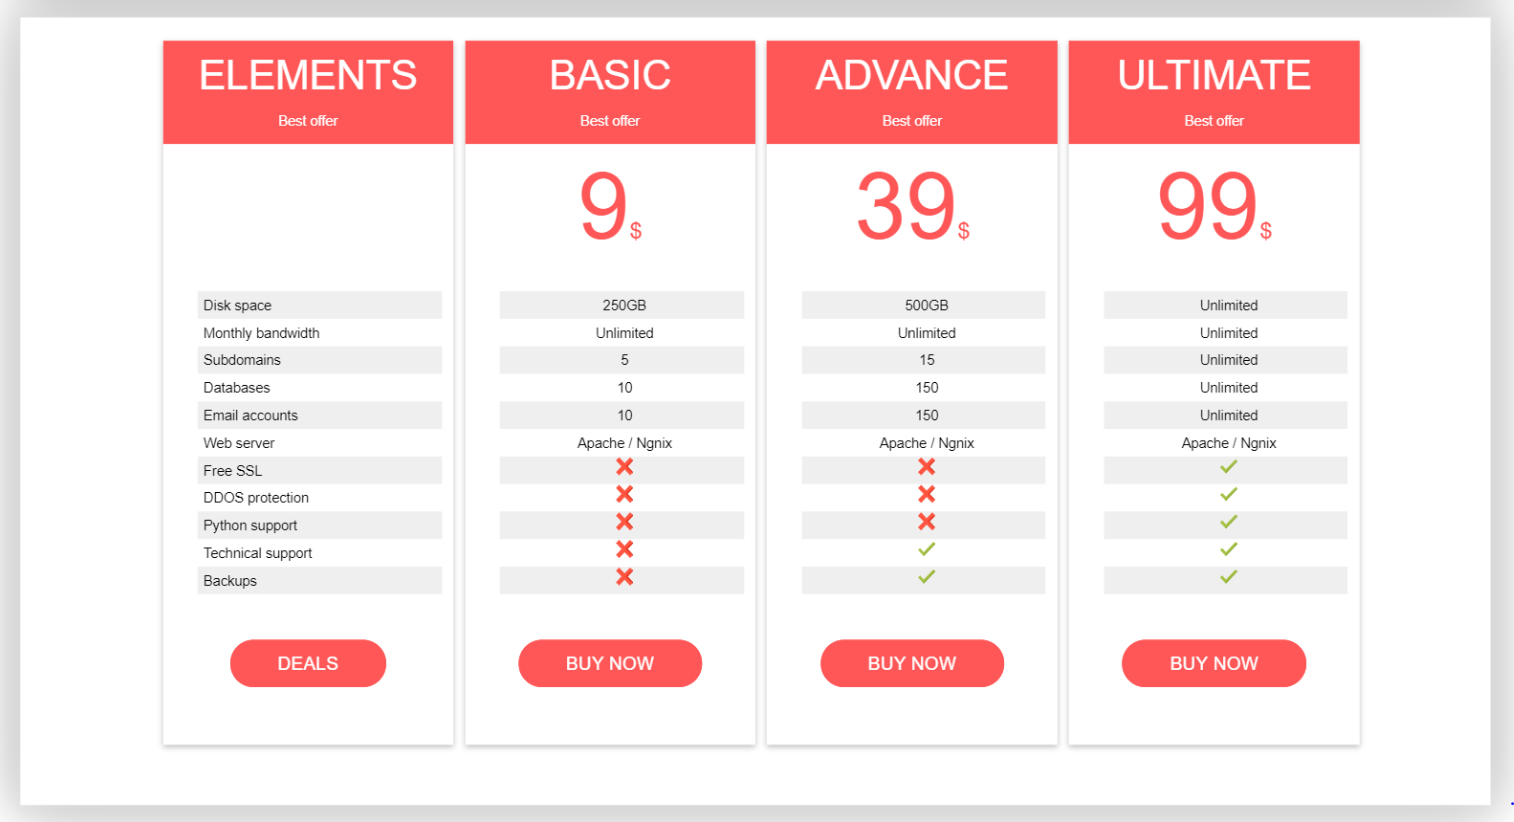 ELEMENTS
Best offer
BASIC
Best offer
ADVANCE
Best offer
ULTIMATE
Best offer
9$
39$
99$
Disk space 250GB 500GB Unlimited
Monthly bandwidth Unlimited Unlimited Unlimited
Subdomains 5 15 Unlimited
Databases 10 150 Unlimited
Email accounts 10 150 Unlimited
Web server Apache / Ngnix Apache / Ngnix Apache / Ngnix
Free SSL
DDOS protection
Python support
Technical support
Backups
DEALS BUY NOW BUY NOW BUY NOW